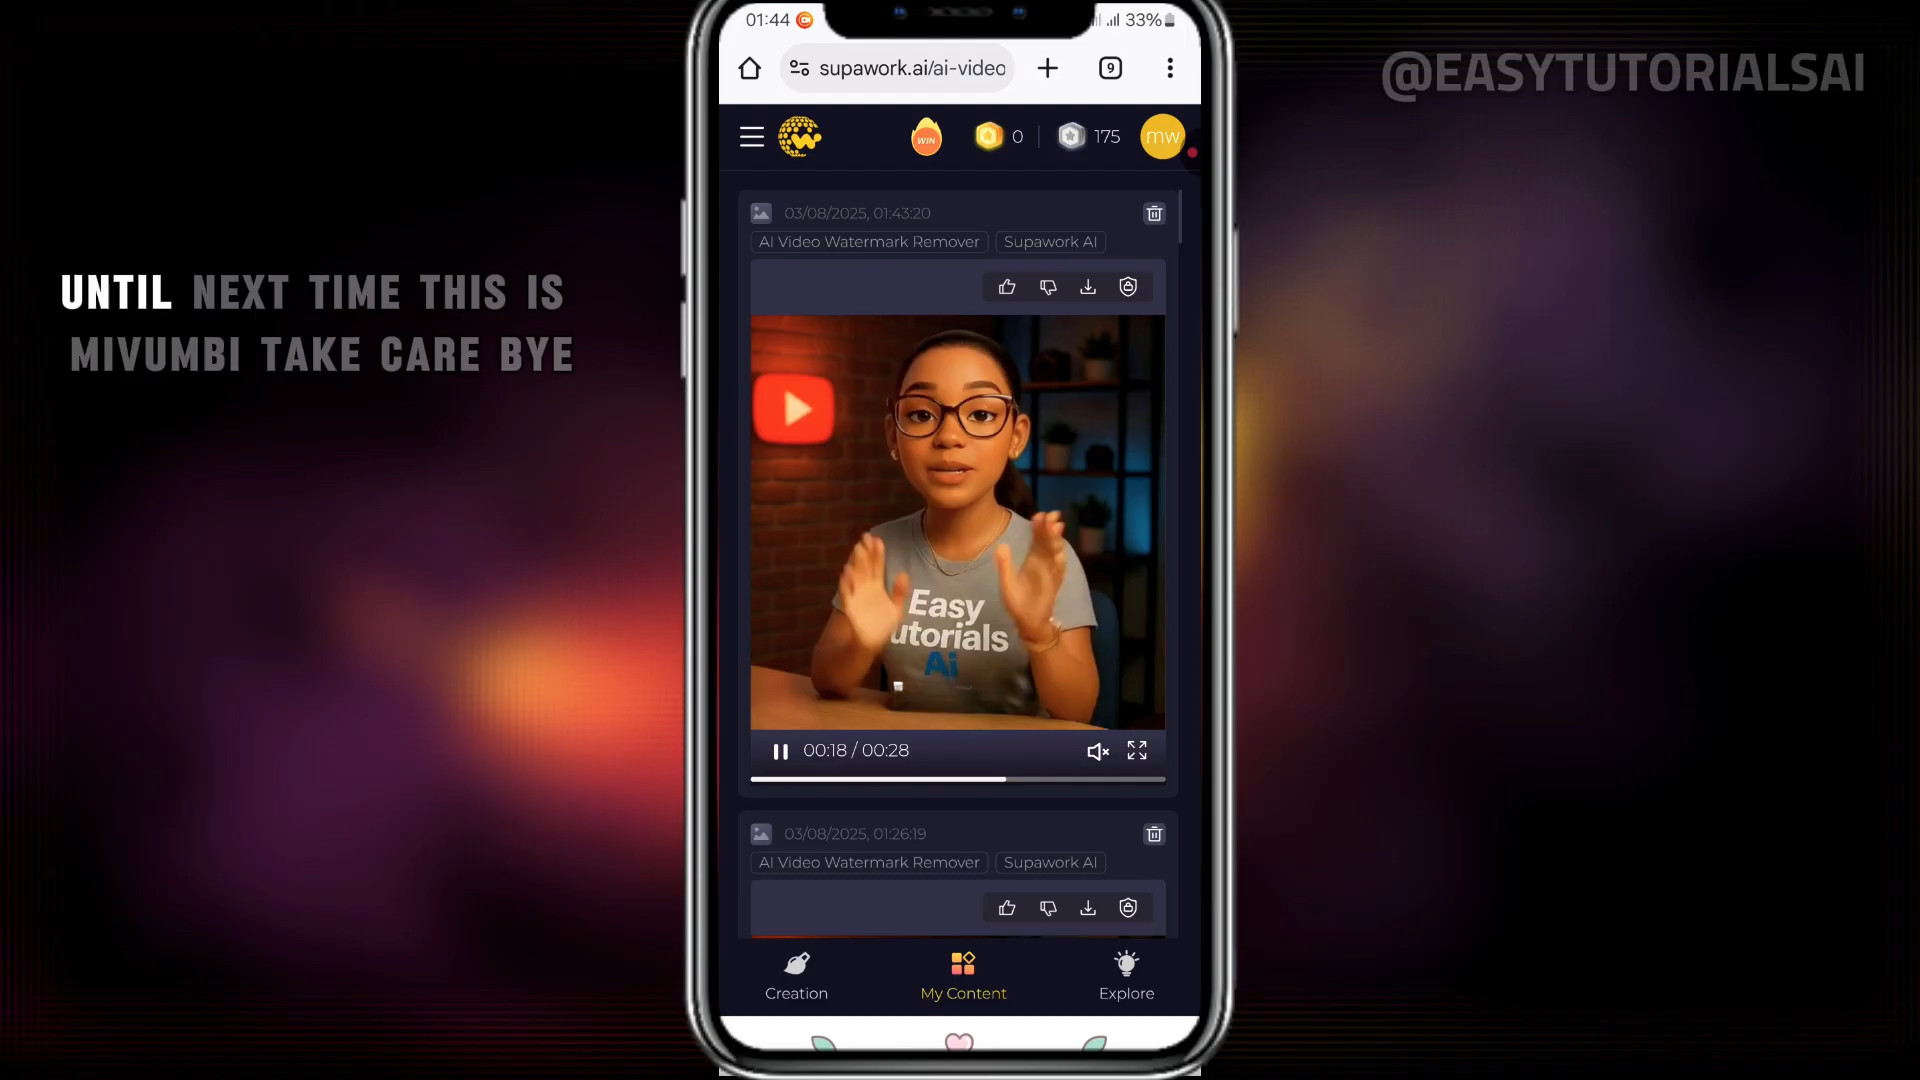 01:44
33%
@EASYTUTORIALSAI
supawork.ai/ai-video
9
WIN
0
175
mw
03/08/2025, 01:43:20
AI Video Watermark Remover
Supawork AI
UNTIL NEXT TIME THIS IS
MIVUMBI TAKE CARE BYE
Easy
utorials
Ai
00:18 / 00:28
03/08/2025, 01:26:19
AI Video Watermark Remover
Supawork AI
Creation
My Content
Explore